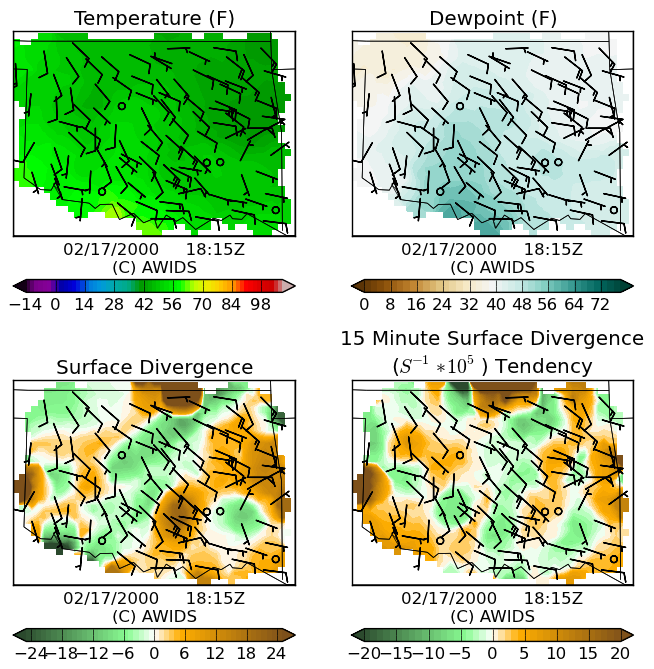 Temperature (F)
Dewpoint (F)
02/17/2000 18:15Z
(C) AWIDS
02/17/2000 18:15Z
(C) AWIDS
−14 0 14 28 42 56 70 84 98
0 8 16 24 32 40 48 56 64 72
Surface Divergence
15 Minute Surface Divergence
(S⁻¹ *10⁵ ) Tendency
02/17/2000 18:15Z
(C) AWIDS
02/17/2000 18:15Z
(C) AWIDS
−24 −18 −12 −6 0 6 12 18 24
−20 −15 −10 −5 0 5 10 15 20